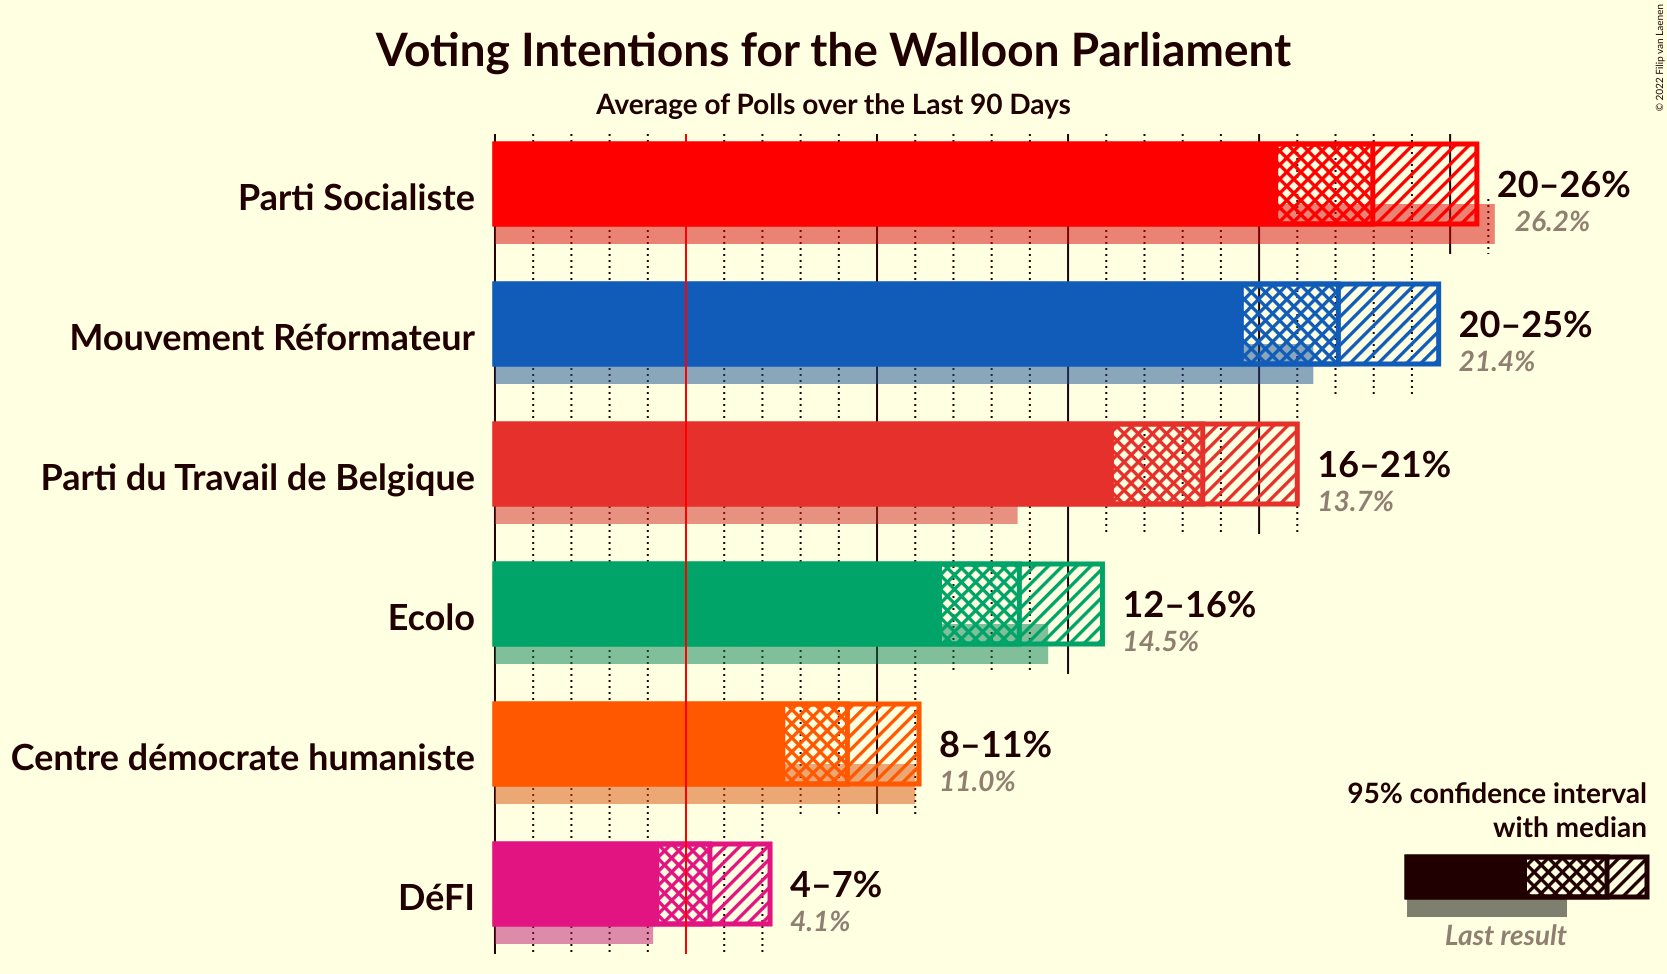 Voting Intentions for the Walloon Parliament
Average of Polls over the Last 90 Days
© 2022 Filip van Laenen
Parti Socialiste
20–26%
26.2%
Mouvement Réformateur
20–25%
21.4%
Parti du Travail de Belgique
16–21%
13.7%
Ecolo
12–16%
14.5%
Centre démocrate humaniste
8–11%
11.0%
DéFI
4–7%
4.1%
95% confidence interval
with median
Last result